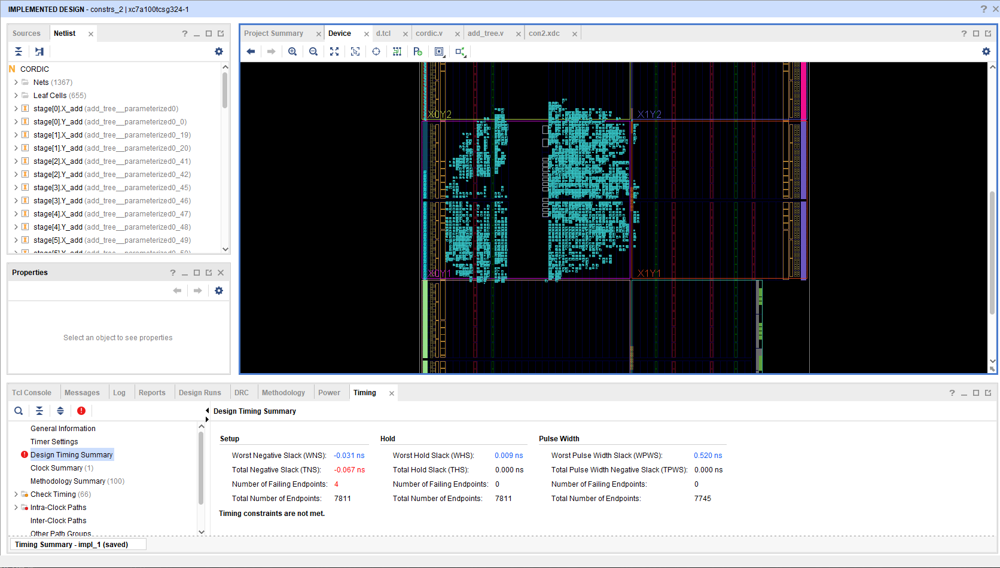 IMPLEMENTED DESIGN - constrs_2 | xc7a100tcsg324-1
Sources Netlist
CORDIC
Nets (1367)
Leaf Cells (655)
stage[0].X_add (add_tree__parameterized0)
stage[0].Y_add (add_tree__parameterized0_0)
stage[1].X_add (add_tree__parameterized0_19)
stage[1].Y_add (add_tree__parameterized0_20)
stage[2].X_add (add_tree__parameterized0_41)
stage[2].Y_add (add_tree__parameterized0_42)
stage[3].X_add (add_tree__parameterized0_45)
stage[3].Y_add (add_tree__parameterized0_46)
stage[4].X_add (add_tree__parameterized0_47)
stage[4].Y_add (add_tree__parameterized0_48)
stage[5].X_add (add_tree__parameterized0_49)
stage[5].Y_add (add_tree__parameterized0_50)
Properties
Select an object to see properties
Project Summary Device d.tcl cordic.v add_tree.v con2.xdc
X0Y2 X1Y2
X0Y1 X1Y1
Tcl Console Messages Log Reports Design Runs DRC Methodology Power Timing
General Information
Timer Settings
Design Timing Summary
Clock Summary (1)
Methodology Summary (100)
Check Timing (66)
Intra-Clock Paths
Inter-Clock Paths
Other Path Groups
Design Timing Summary
Setup Hold Pulse Width
Worst Negative Slack (WNS): -0.031 ns Worst Hold Slack (WHS): 0.009 ns Worst Pulse Width Slack (WPWS): 0.520 ns
Total Negative Slack (TNS): -0.067 ns Total Hold Slack (THS): 0.000 ns Total Pulse Width Negative Slack (TPWS): 0.000 ns
Number of Failing Endpoints: 4 Number of Failing Endpoints: 0 Number of Failing Endpoints: 0
Total Number of Endpoints: 7811 Total Number of Endpoints: 7811 Total Number of Endpoints: 7745
Timing constraints are not met.
Timing Summary - impl_1 (saved)